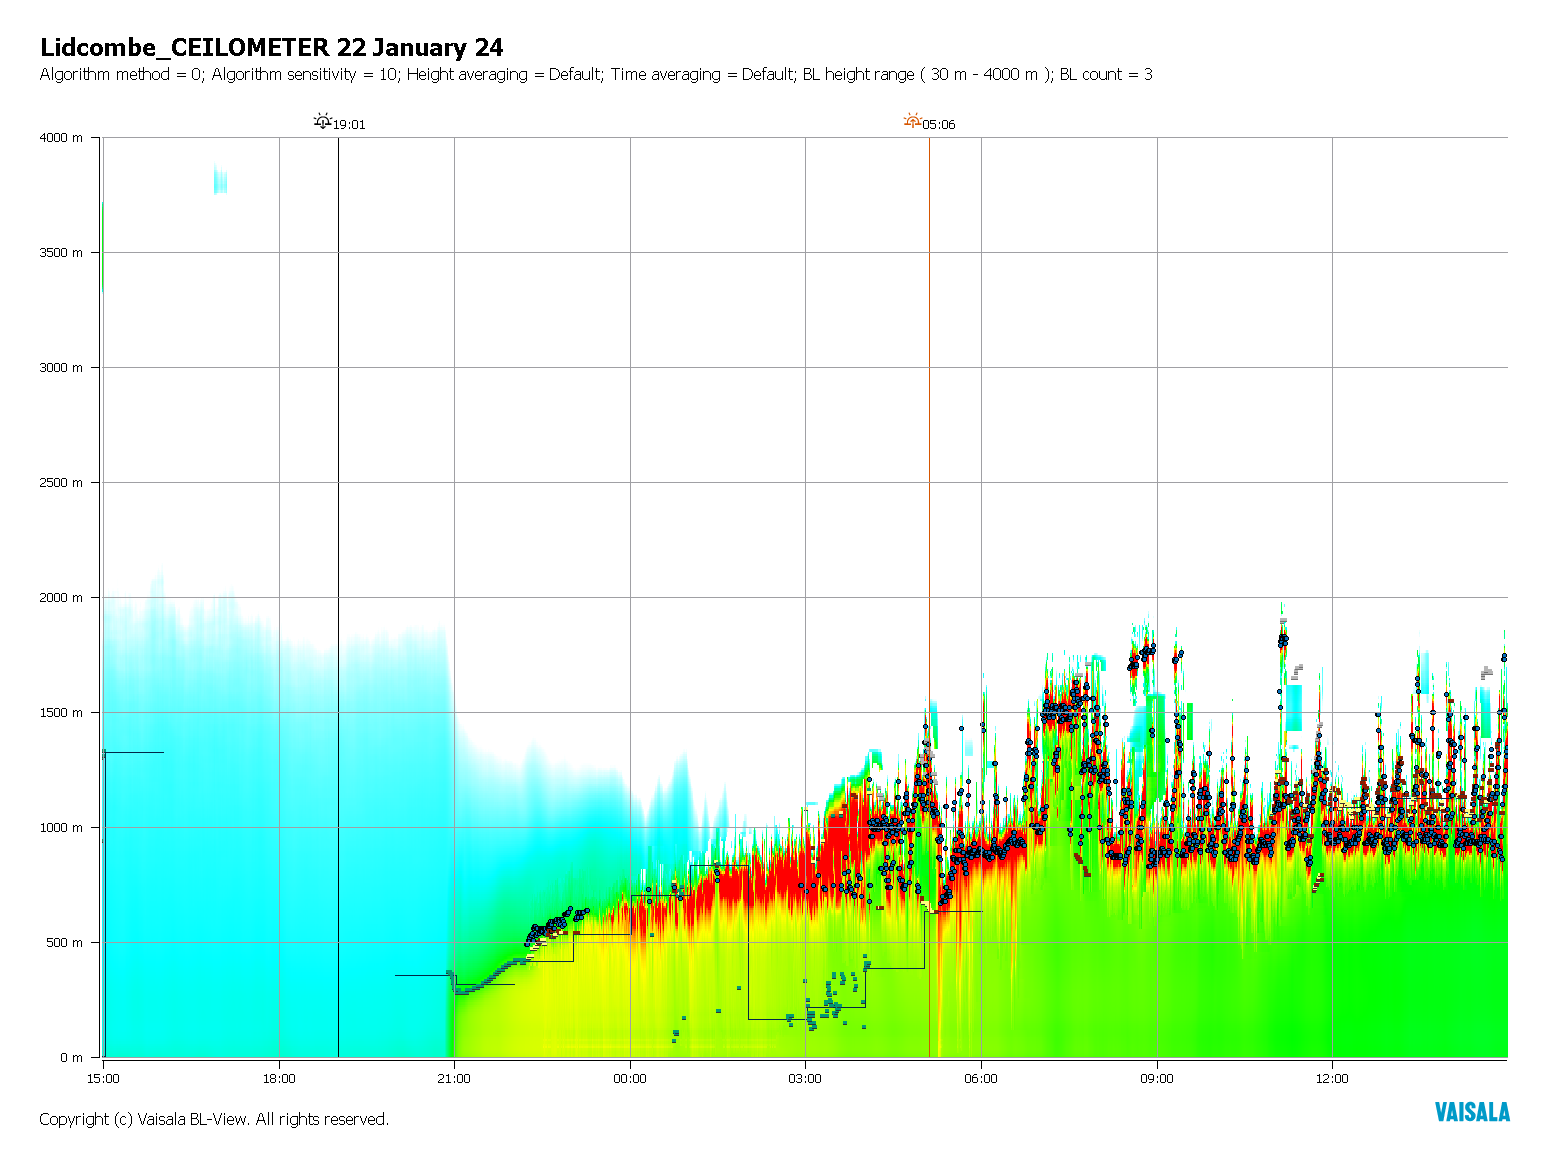 Lidcombe_CEILOMETER 22 January 24
Algorithm method = 0; Algorithm sensitivity = 10; Height averaging = Default; Time averaging = Default; BL height range ( 30 m - 4000 m ); BL count = 3
19:01
05:06
4000 m
3500 m
3000 m
2500 m
2000 m
1500 m
1000 m
500 m
0 m
15:00
18:00
21:00
00:00
03:00
06:00
09:00
12:00
Copyright (c) Vaisala BL-View. All rights reserved.
VAISALA